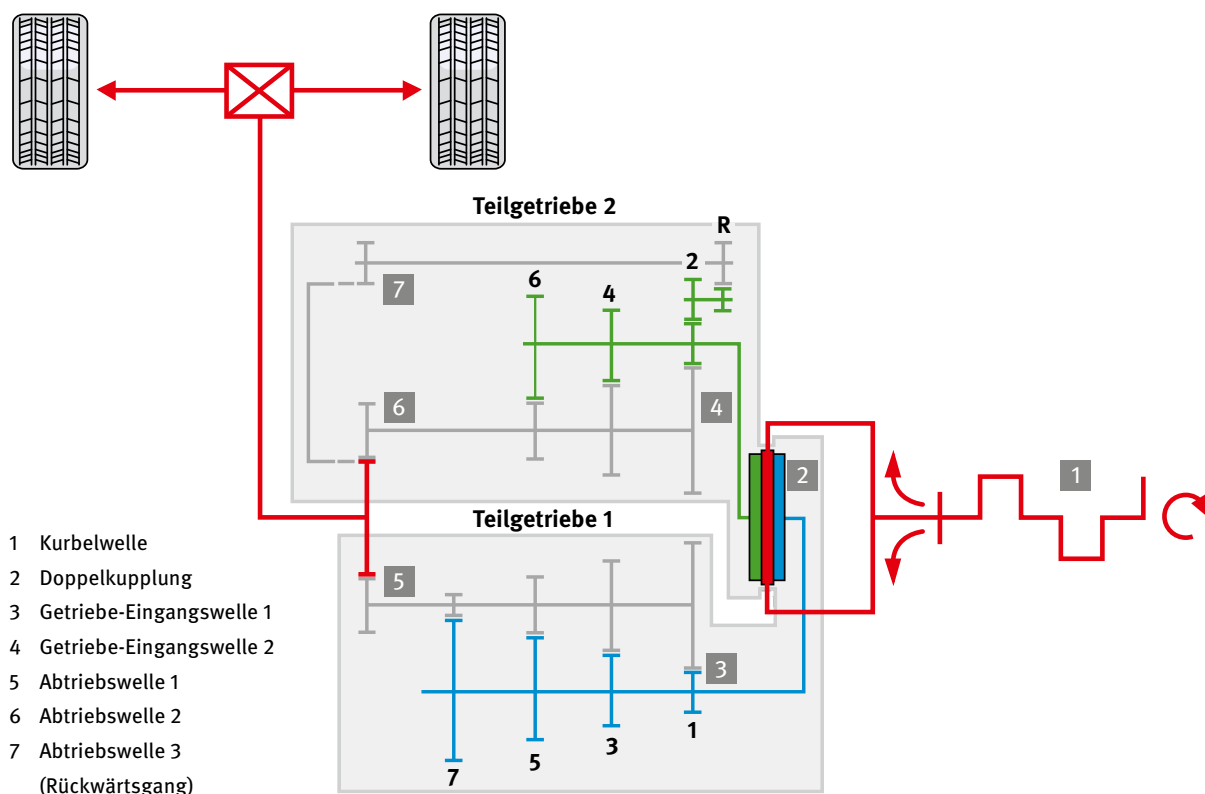 Teilgetriebe 2
R
2
6
4
7
6
4
2
1
Teilgetriebe 1
5
3
1
3
5
7
1 Kurbelwelle
2 Doppelkupplung
3 Getriebe-Eingangswelle 1
4 Getriebe-Eingangswelle 2
5 Abtriebswelle 1
6 Abtriebswelle 2
7 Abtriebswelle 3
(Rückwärtsgang)